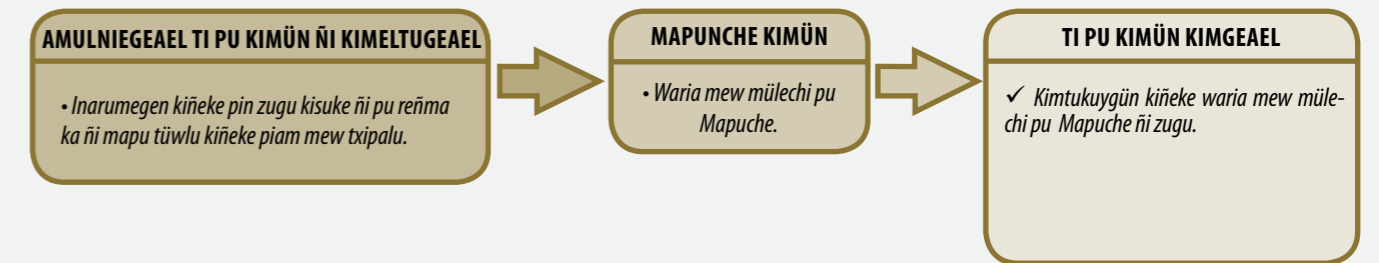 AMULNIEGEAEL TI PU KIMÜN ÑI KIMELTUGEAEL
• Inarumegen kiñeke pin zugu kisuke ñi pu reñma
ka ñi mapu tüwlu kiñeke piam mew txipalu.
MAPUNCHE KIMÜN
• Waria mew mülechi pu
Mapuche.
TI PU KIMÜN KIMGEAEL
✓ Kimtukuygün kiñeke waria mew müle-
chi pu Mapuche ñi zugu.